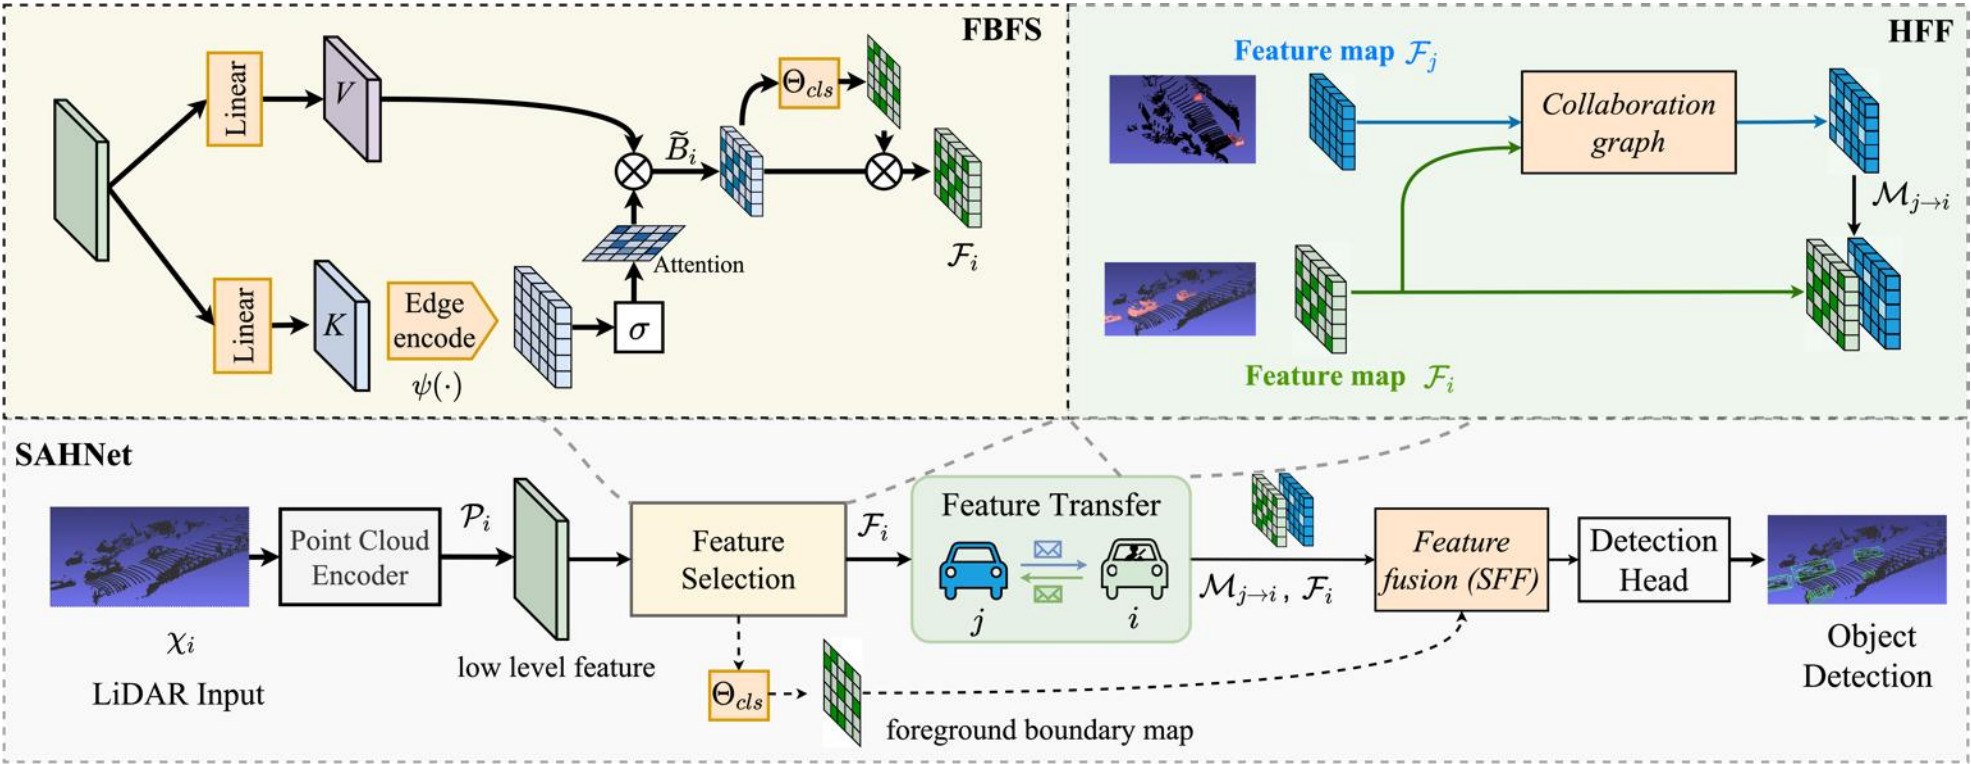 FBFS
Linear
V
Θcls
B̃i
Attention
Fi
Linear
K
Edge
encode
ψ(·)
σ
HFF
Feature map Fj
Collaboration
graph
Mj→i
Feature map Fi
SAHNet
Point Cloud
Encoder
Pi
χi
LiDAR Input
low level feature
Feature
Selection
Fi
Θcls
foreground boundary map
Feature Transfer
j
i
Mj→i, Fi
Feature
fusion (SFF)
Detection
Head
Object
Detection